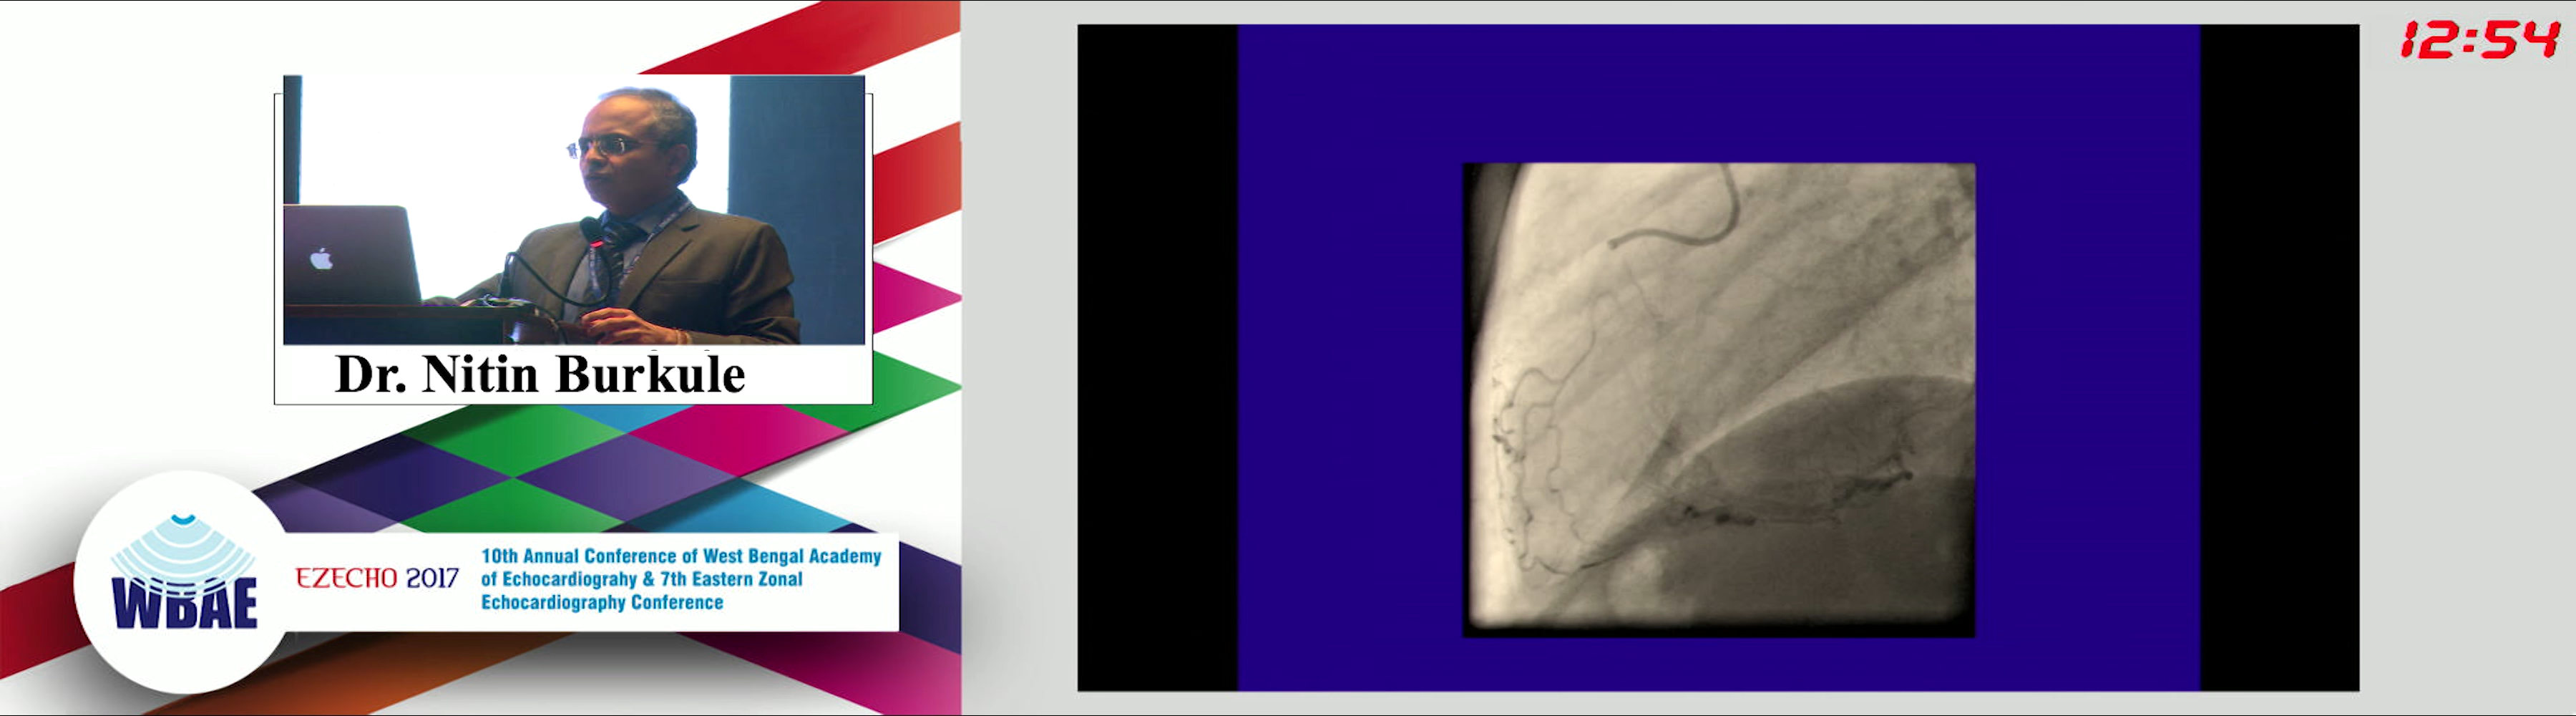 12:54
Dr. Nitin Burkule
WBAE
EZECHO 2017
10th Annual Conference of West Bengal Academy
of Echocardiograhy & 7th Eastern Zonal
Echocardiography Conference